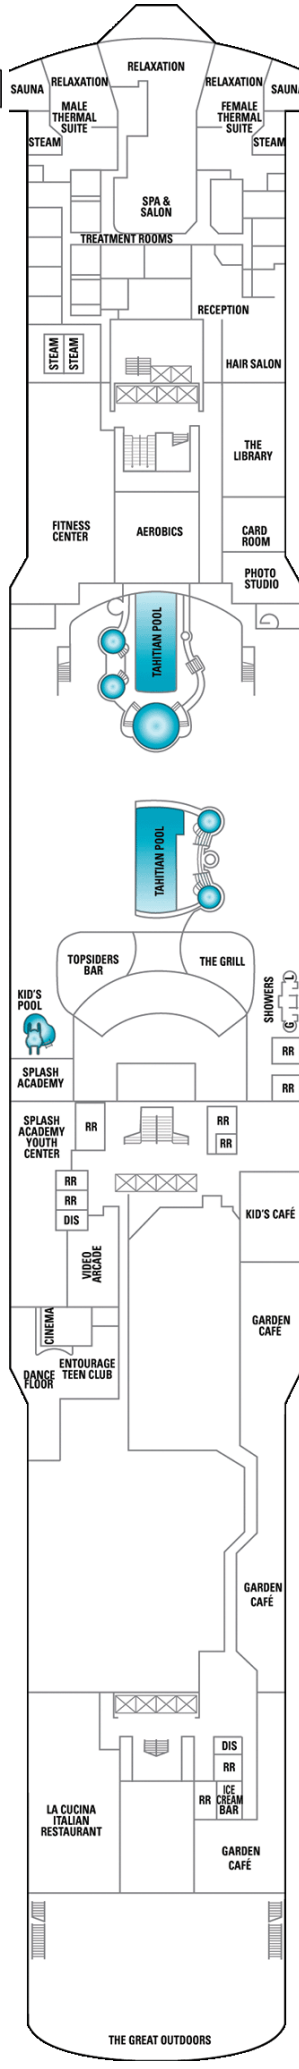 RELAXATION
SAUNA
RELAXATION
RELAXATION
SAUN
MALE
THERMAL
SUITE
FEMALE
THERMAL
SUITE
STEAM
STEAM
SPA &
SALON
TREATMENT ROOMS
RECEPTION
STEAM
STEAM
HAIR SALON
THE
LIBRARY
FITNESS
CENTER
AEROBICS
CARD
ROOM
PHOTO
STUDIO
TAHITIAN POOL
TAHITIAN POOL
TOPSIDERS
BAR
THE GRILL
KID'S
POOL
SHOWERS
L
G
RR
SPLASH
ACADEMY
RR
SPLASH
ACADEMY
YOUTH
CENTER
RR
RR
RR
RR
RR
DIS
KID'S CAFÉ
VIDEO
ARCADE
CINEMA
GARDEN
CAFÉ
DANCE
FLOOR
ENTOURAGE
TEEN CLUB
GARDEN
CAFÉ
DIS
RR
RR
ICE
CREAM
BAR
LA CUCINA
ITALIAN
RESTAURANT
GARDEN
CAFÉ
THE GREAT OUTDOORS